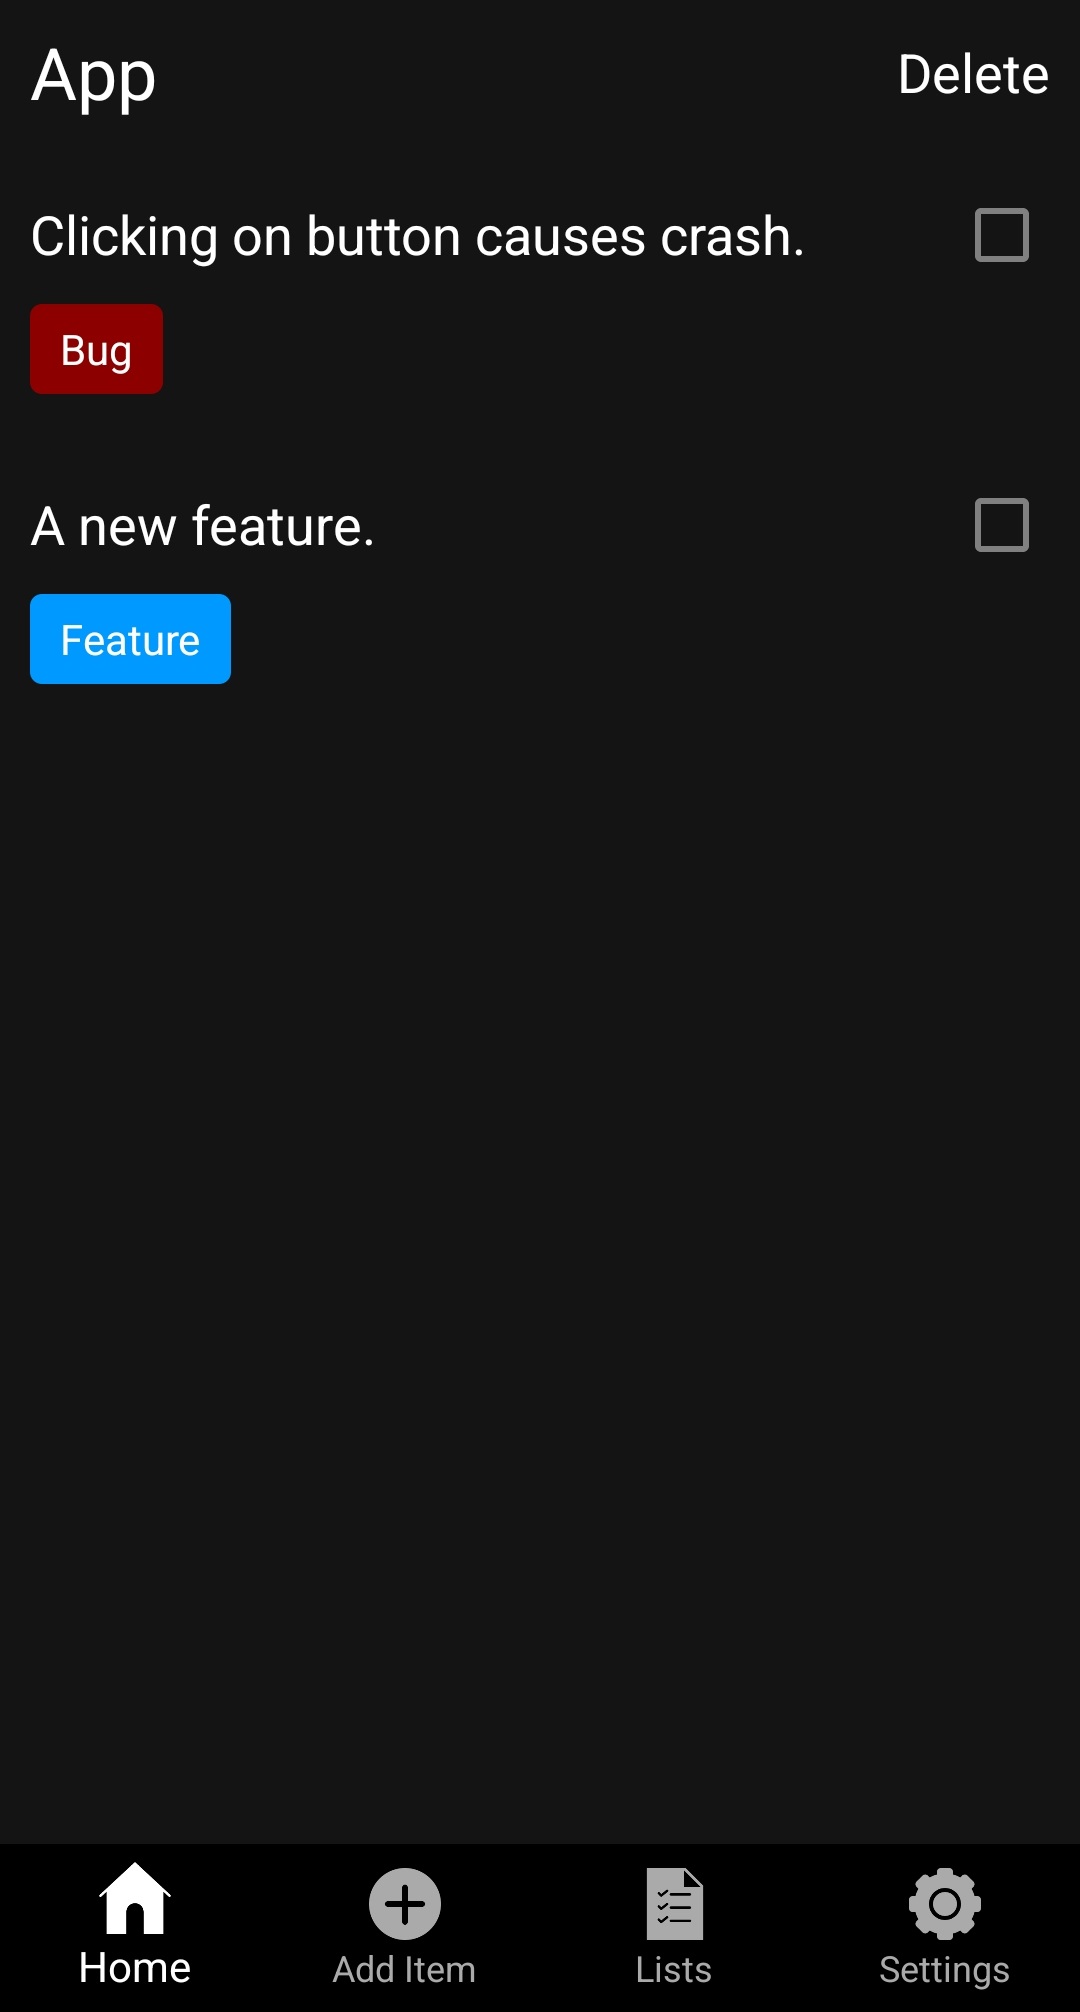 App
Delete
Clicking on button causes crash.
Bug
A new feature.
Feature
Home
Add Item
Lists
Settings